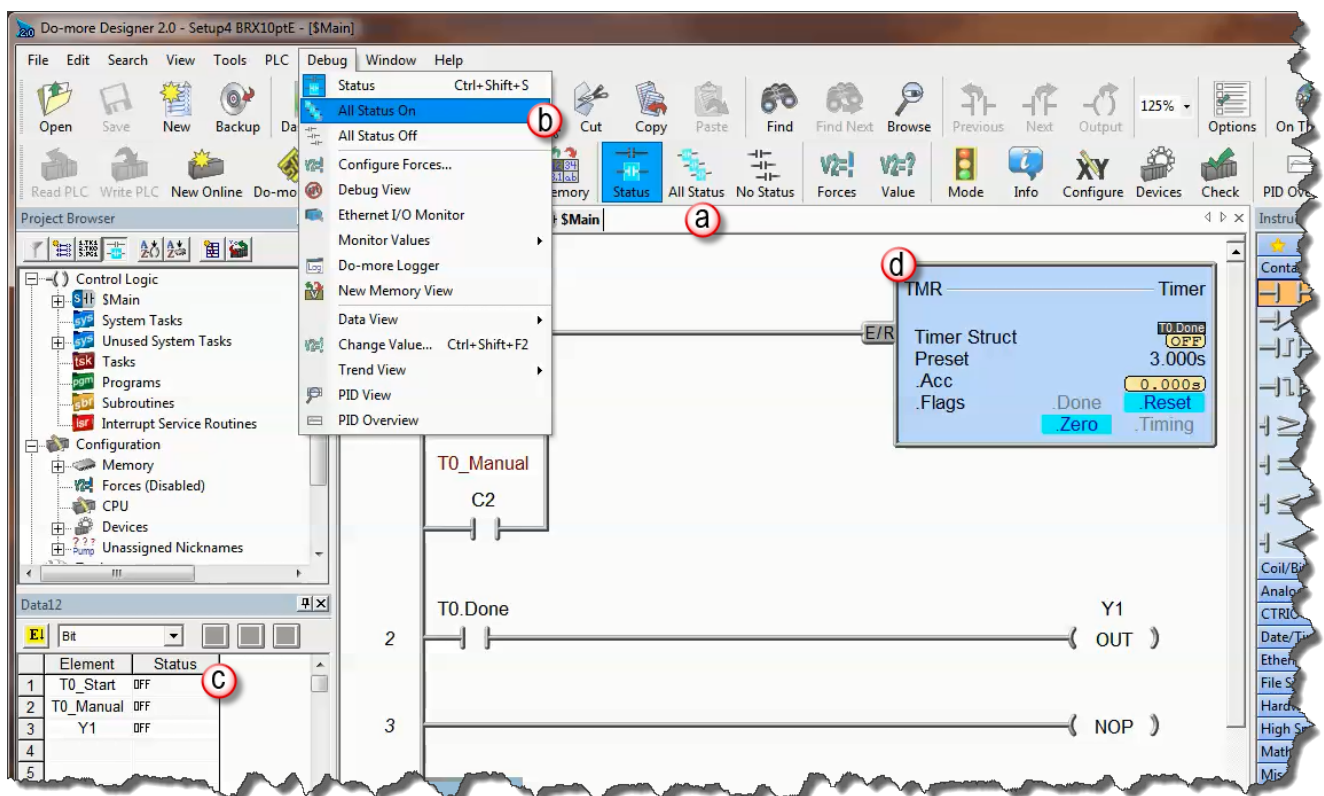 2.0 Do-more Designer 2.0 - Setup4 BRX10ptE - [$Main]
File Edit Search View Tools PLC Debug Window Help
Open Save New Backup Cut Copy Paste Find Find Next Browse Previous Next Output 125% Options
Read PLC Write PLC New Online Status All Status No Status Forces Value Mode Info Configure Devices Check
Status Ctrl+Shift+S
All Status On
b
All Status Off
Configure Forces...
Debug View
Ethernet I/O Monitor
Monitor Values
Do-more Logger
New Memory View
Data View
Change Value... Ctrl+Shift+F2
Trend View
PID View
PID Overview
a
Project Browser
Control Logic
$Main
System Tasks
Unused System Tasks
Tasks
Programs
Subroutines
Interrupt Service Routines
Configuration
Memory
Forces (Disabled)
CPU
Devices
Unassigned Nicknames
$Main
d
TMR Timer
E/R
Timer Struct T0.Done
OFF
Preset 3.000s
.Acc 0.000s
.Flags .Done .Reset
.Zero .Timing
T0_Manual
C2
T0.Done Y1
2 OUT
3 NOP
Data12
Bit
Element Status
c
1 T0_Start OFF
2 T0_Manual OFF
3 Y1 OFF
4
5